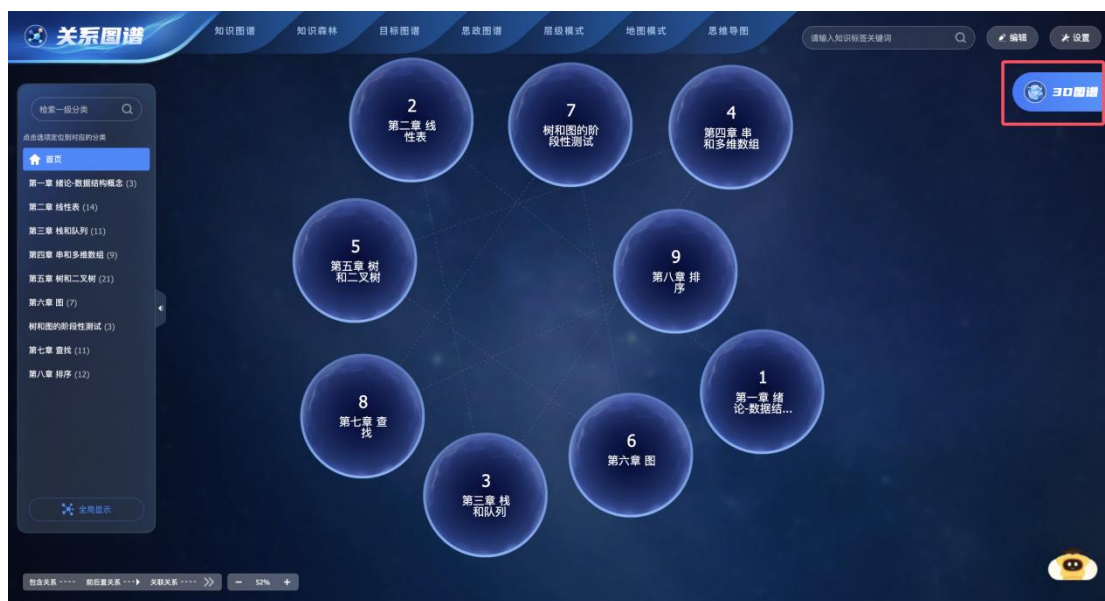 关系图谱
知识图谱 知识森林 目标图谱 思政图谱 层级模式 地图模式 思维导图
请输入知识标签关键词
编辑
设置
3D图谱
检索一级分类
点击选项定位到对应的分类
首页
第一章 绪论-数据结构概念 (3)
第二章 线性表 (14)
第三章 栈和队列 (11)
第四章 串和多维数组 (9)
第五章 树和二叉树 (21)
第六章 图 (7)
树和图的阶段性测试 (3)
第七章 查找 (11)
第八章 排序 (12)
全局显示
2
第二章 线
性表
7
树和图的阶
段性测试
4
第四章 串
和多维数组
5
第五章 树
和二叉树
9
第八章 排
序
1
第一章 绪
论-数据结...
8
第七章 查
找
6
第六章 图
3
第三章 栈
和队列
包含关系 前后置关系 关联关系
− 52% +